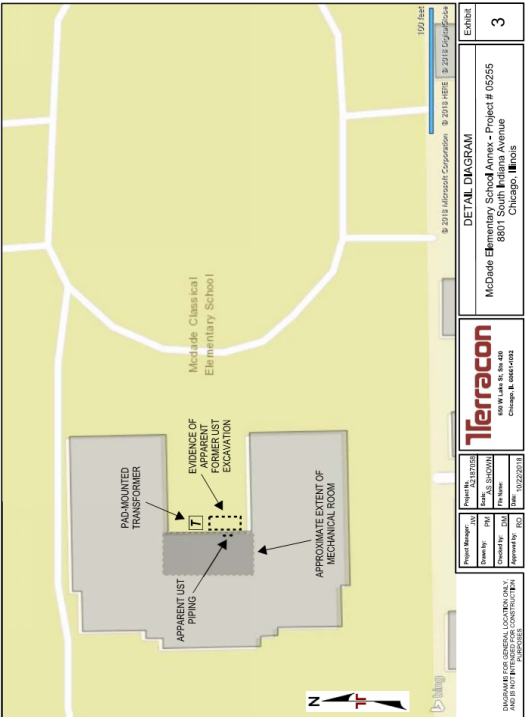 PAD-MOUNTED
TRANSFORMER
T
EVIDENCE OF
APPARENT
FORMER UST
EXCAVATION
APPARENT UST
PIPING
APPROXIMATE EXTENT OF
MECHANICAL ROOM
Mcdade Classical
Elementary School
N
bing
100 feet
© 2018 Microsoft Corporation © 2018 HERE © 2018 DigitalGlobe
DIAGRAM IS FOR GENERAL LOCATION ONLY,
AND IS NOT INTENDED FOR CONSTRUCTION
PURPOSES
Project Manager: JW
Drawn by: PM
Checked by: DM
Approved by: RO
Project No. A2187058
Scale: AS SHOWN
File Name:
Date: 10/22/2018
Terracon
650 W Lake St, Ste 420
Chicago, IL 60661-1092
DETAIL DIAGRAM
McDade Elementary School Annex - Project # 05255
8801 South Indiana Avenue
Chicago, Illinois
Exhibit
3